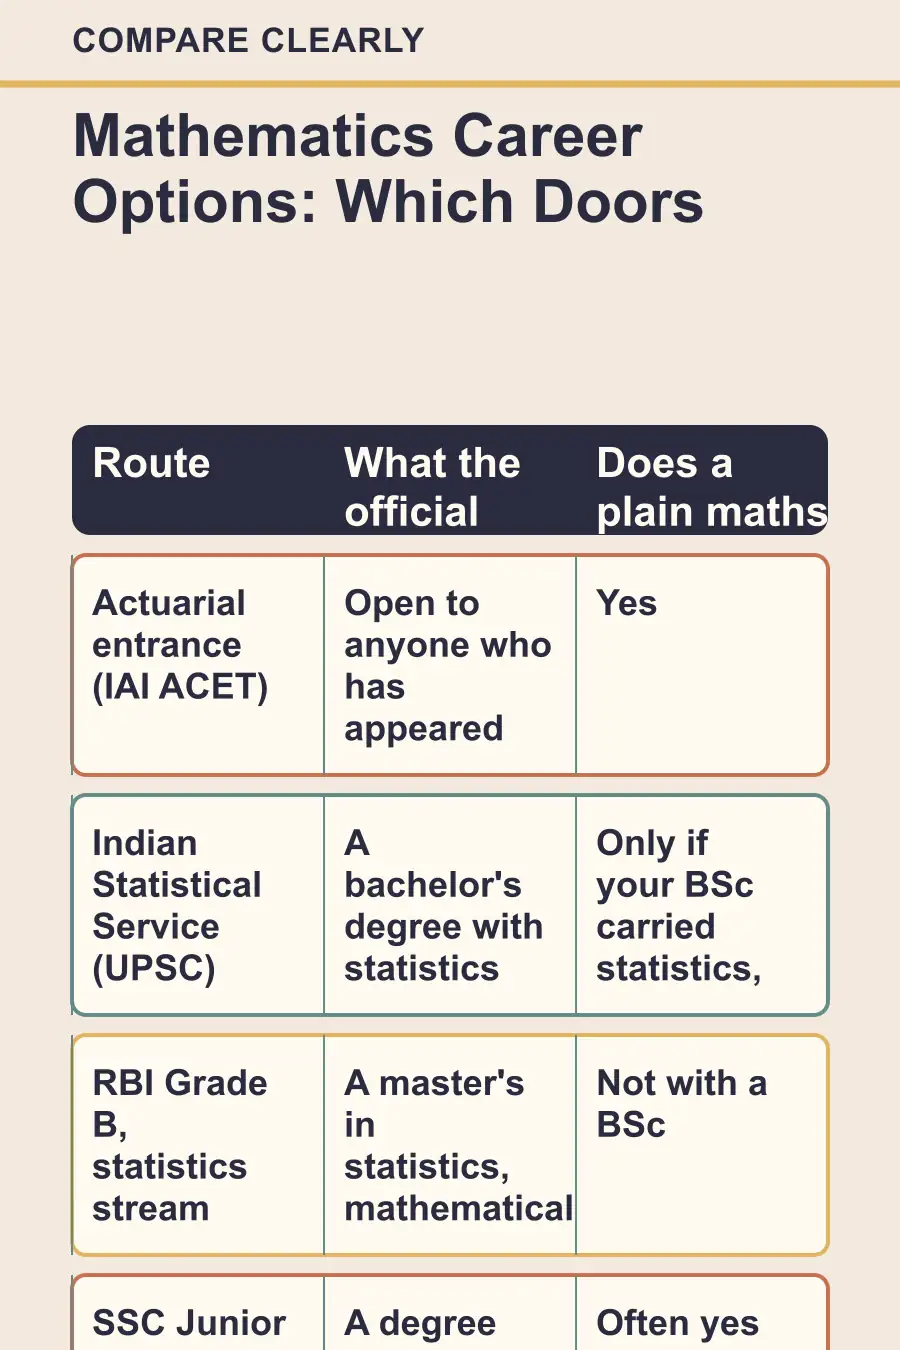 COMPARE CLEARLY
Mathematics Career
Options: Which Doors
Route
What the
official
Does a
plain maths
Actuarial
entrance
(IAI ACET)
Open to
anyone who
has
appeared
Yes
Indian
Statistical
Service
(UPSC)
A
bachelor's
degree with
statistics
Only if
your BSc
carried
statistics,
RBI Grade
B,
statistics
stream
A master's
in
statistics,
mathematical
Not with a
BSc
SSC Junior
A degree
Often yes